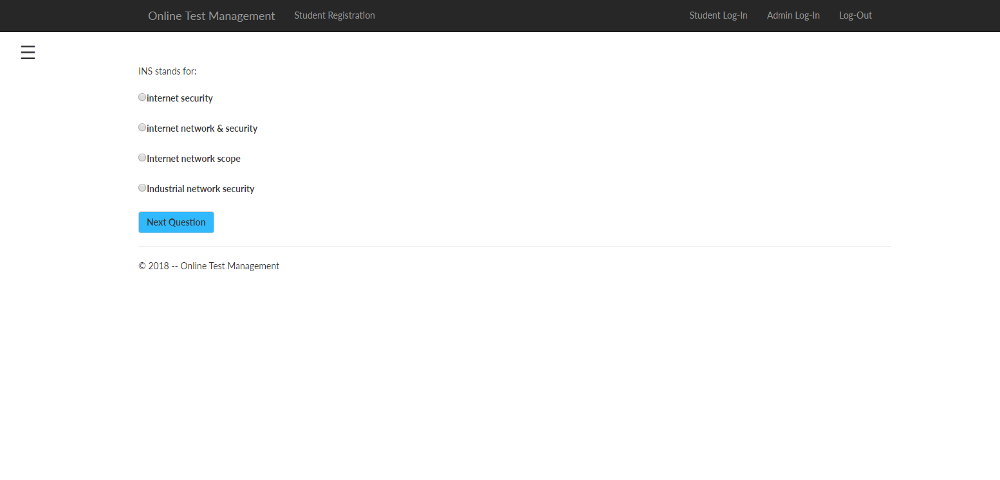 Online Test Management Student Registration Student Log-In Admin Log-In Log-Out
INS stands for:
internet security
internet network & security
Internet network scope
Industrial network security
Next Question
© 2018 -- Online Test Management